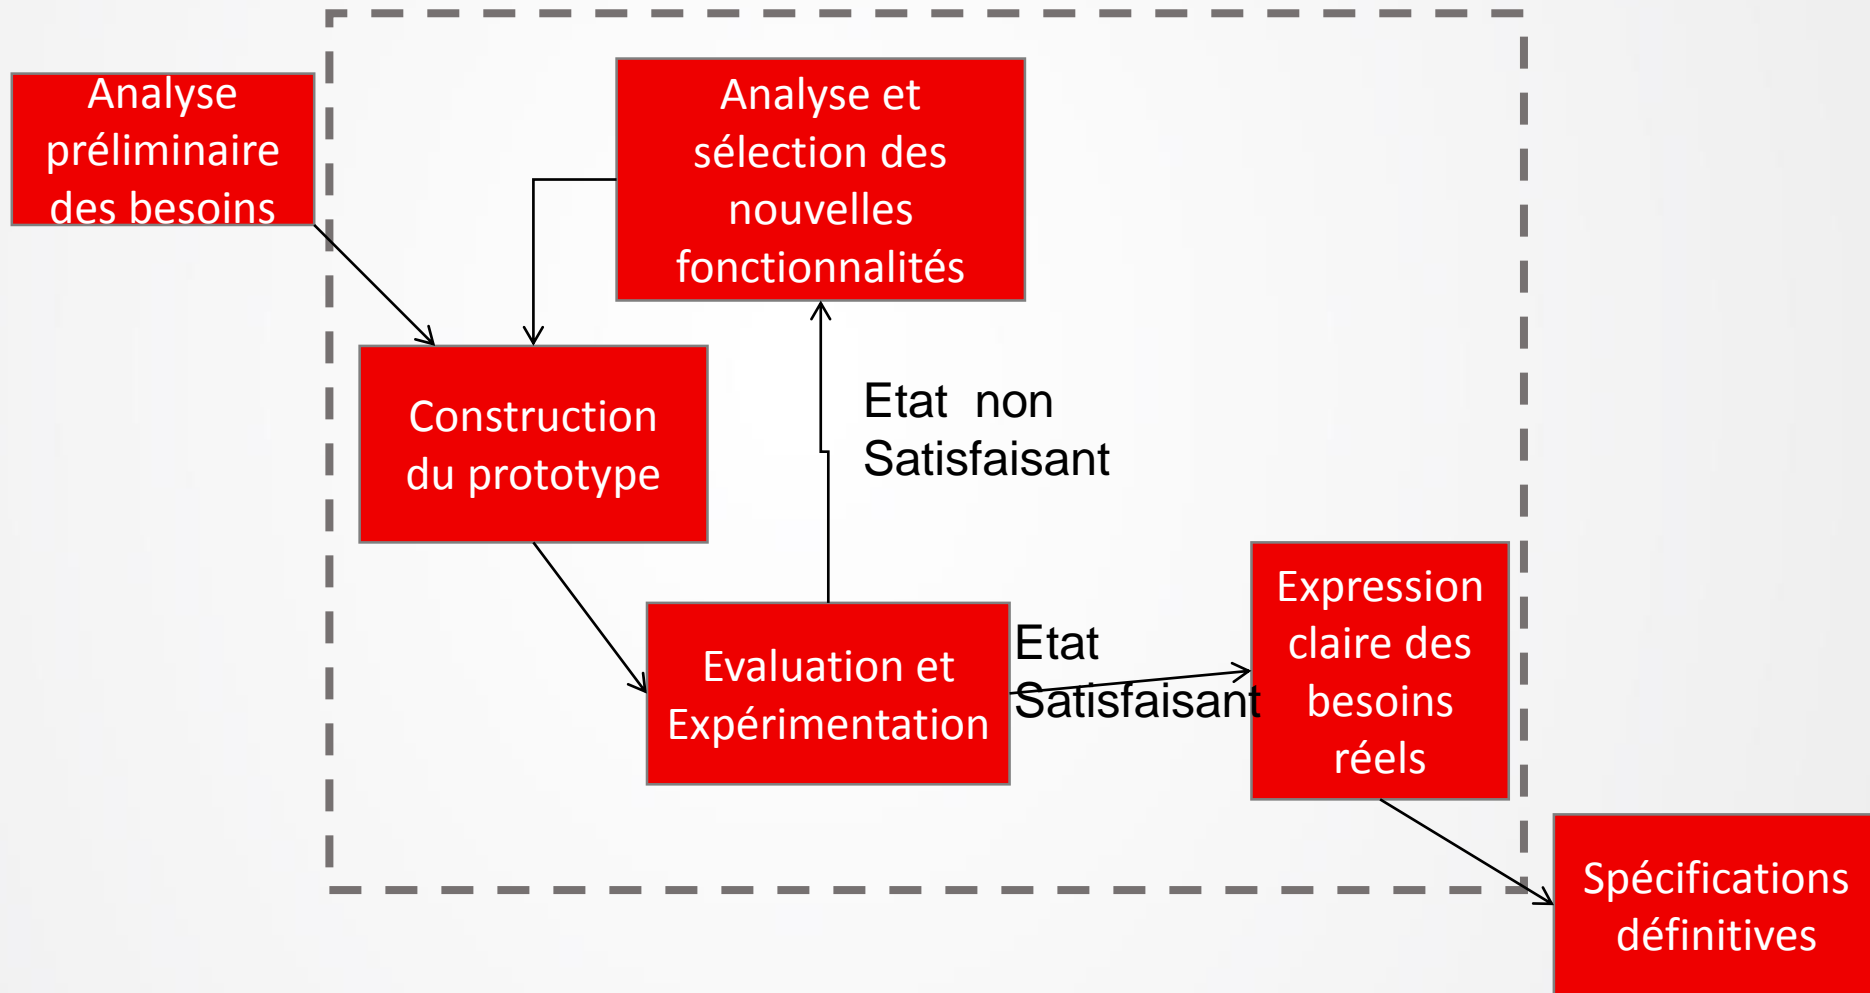 Analyse
préliminaire
des besoins
Analyse et
sélection des
nouvelles
fonctionnalités
Construction
du prototype
Etat non
Satisfaisant
Evaluation et
Expérimentation
Etat
Satisfaisant
Expression
claire des
besoins
réels
Spécifications
définitives